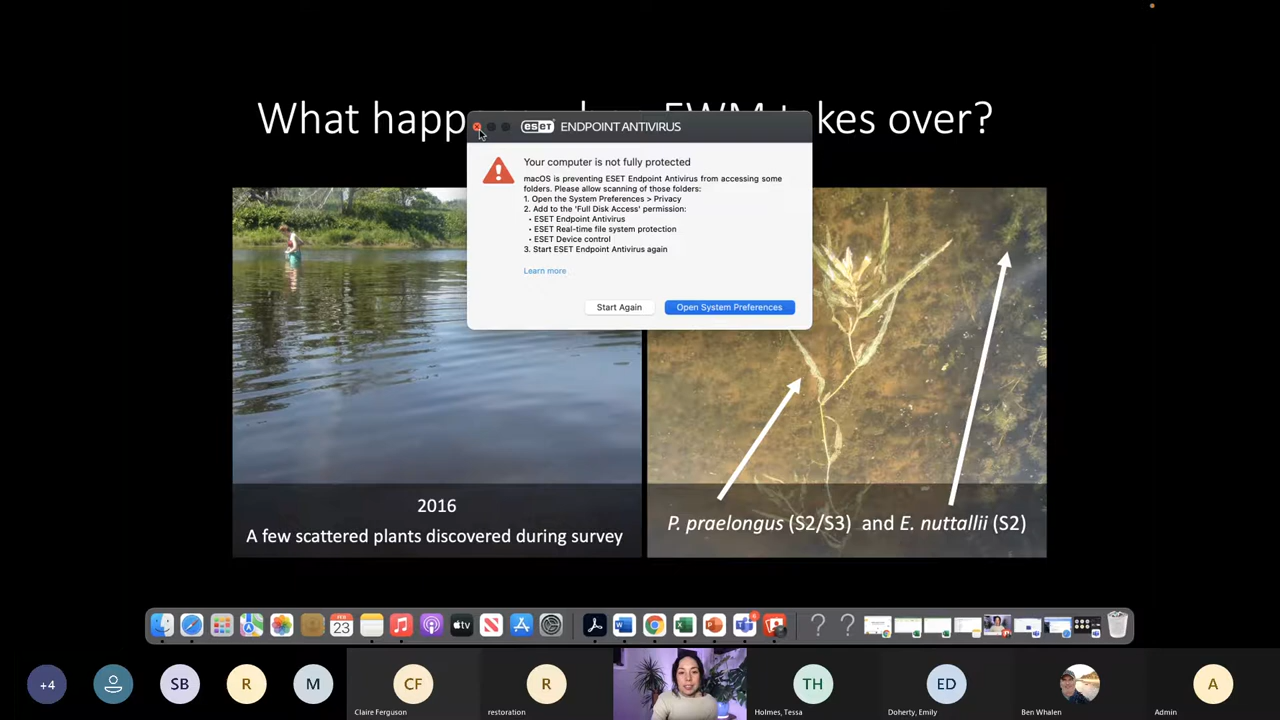 What happ
EWM takes over?
eset ENDPOINT ANTIVIRUS
Your computer is not fully protected
macOS is preventing ESET Endpoint Antivirus from accessing some
folders. Please allow scanning of those folders:
1. Open the System Preferences > Privacy
2. Add to the 'Full Disk Access' permission:
• ESET Endpoint Antivirus
• ESET Real-time file system protection
• ESET Device control
3. Start ESET Endpoint Antivirus again
Learn more
Start Again
Open System Preferences
2016
A few scattered plants discovered during survey
P. praelongus (S2/S3) and E. nuttallii (S2)
FEB
23
tv
+4
SB
R
M
CF
R
TH
ED
A
Claire Ferguson
restoration
Holmes, Tessa
Doherty, Emily
Ben Whalen
Admin